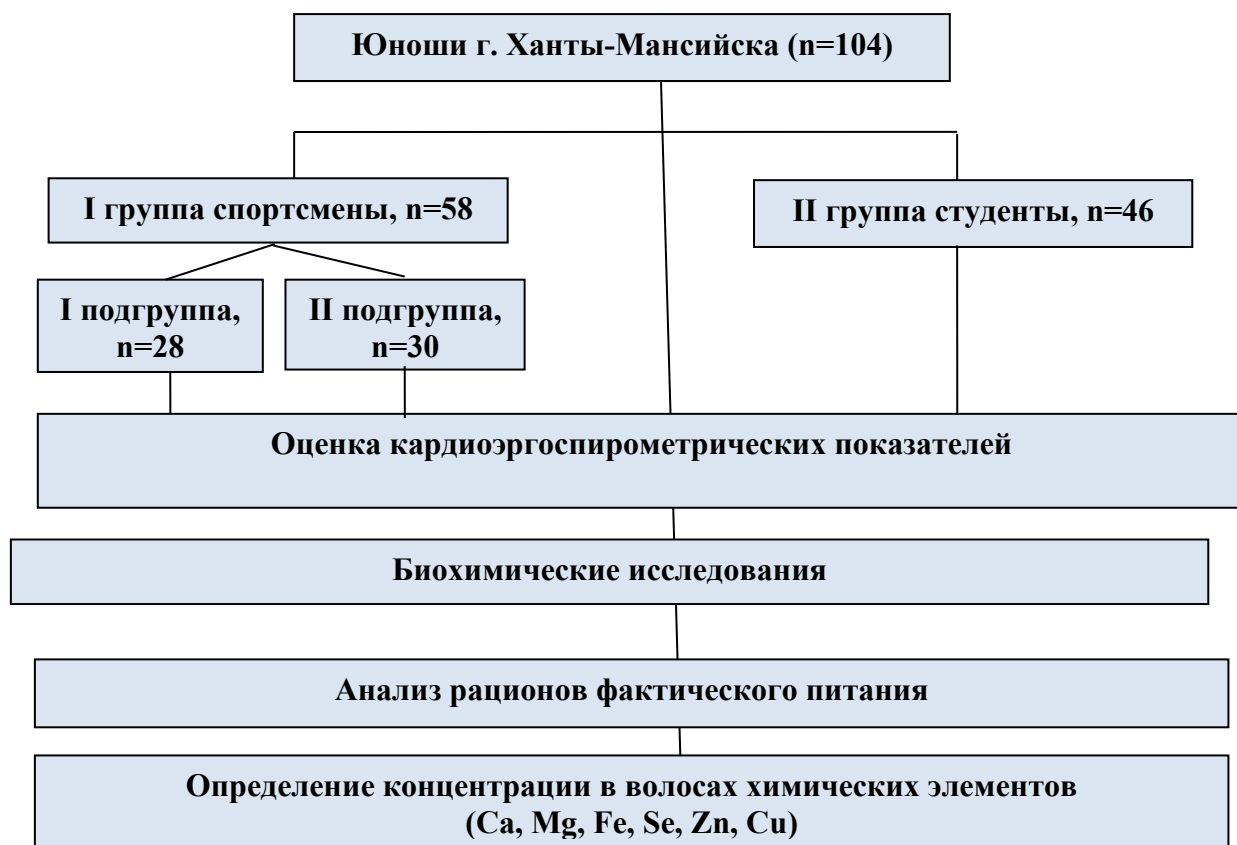 Юноши г. Ханты-Мансийска (n=104)
I группа спортсмены, n=58
II группа студенты, n=46
I подгруппа,
n=28
II подгруппа,
n=30
Оценка кардиоэргоспирометрических показателей
Биохимические исследования
Анализ рационов фактического питания
Определение концентрации в волосах химических элементов
(Ca, Mg, Fe, Se, Zn, Cu)